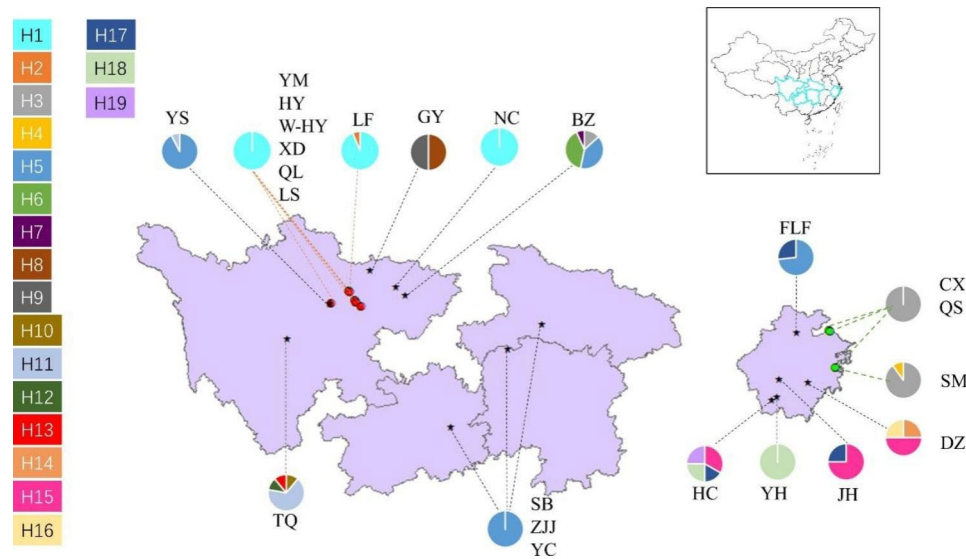 H1
H2
H3
H4
H5
H6
H7
H8
H9
H10
H11
H12
H13
H14
H15
H16
H17
H18
H19
YS
YM
HY
W-HY
XD
QL
LS
LF
GY
NC
BZ
TQ
SB
ZJJ
YC
FLF
CX
QS
SM
DZ
HC
YH
JH